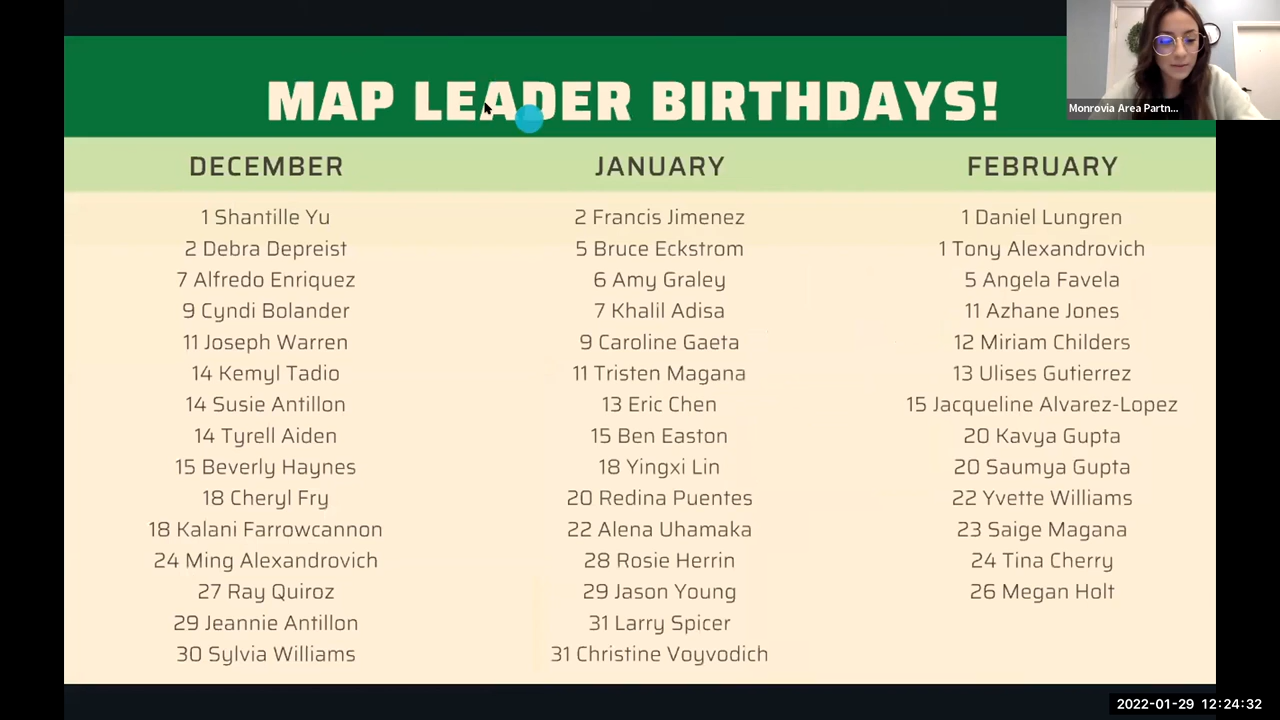 MAP LEADER BIRTHDAYS!
Monrovia Area Partn...
DECEMBER
1 Shantille Yu
2 Debra Depreist
7 Alfredo Enriquez
9 Cyndi Bolander
11 Joseph Warren
14 Kemyl Tadio
14 Susie Antillon
14 Tyrell Aiden
15 Beverly Haynes
18 Cheryl Fry
18 Kalani Farrowcannon
24 Ming Alexandrovich
27 Ray Quiroz
29 Jeannie Antillon
30 Sylvia Williams
JANUARY
2 Francis Jimenez
5 Bruce Eckstrom
6 Amy Graley
7 Khalil Adisa
9 Caroline Gaeta
11 Tristen Magana
13 Eric Chen
15 Ben Easton
18 Yingxi Lin
20 Redina Puentes
22 Alena Uhamaka
28 Rosie Herrin
29 Jason Young
31 Larry Spicer
31 Christine Voyvodich
FEBRUARY
1 Daniel Lungren
1 Tony Alexandrovich
5 Angela Favela
11 Azhane Jones
12 Miriam Childers
13 Ulises Gutierrez
15 Jacqueline Alvarez-Lopez
20 Kavya Gupta
20 Saumya Gupta
22 Yvette Williams
23 Saige Magana
24 Tina Cherry
26 Megan Holt
2022-01-29 12:24:32